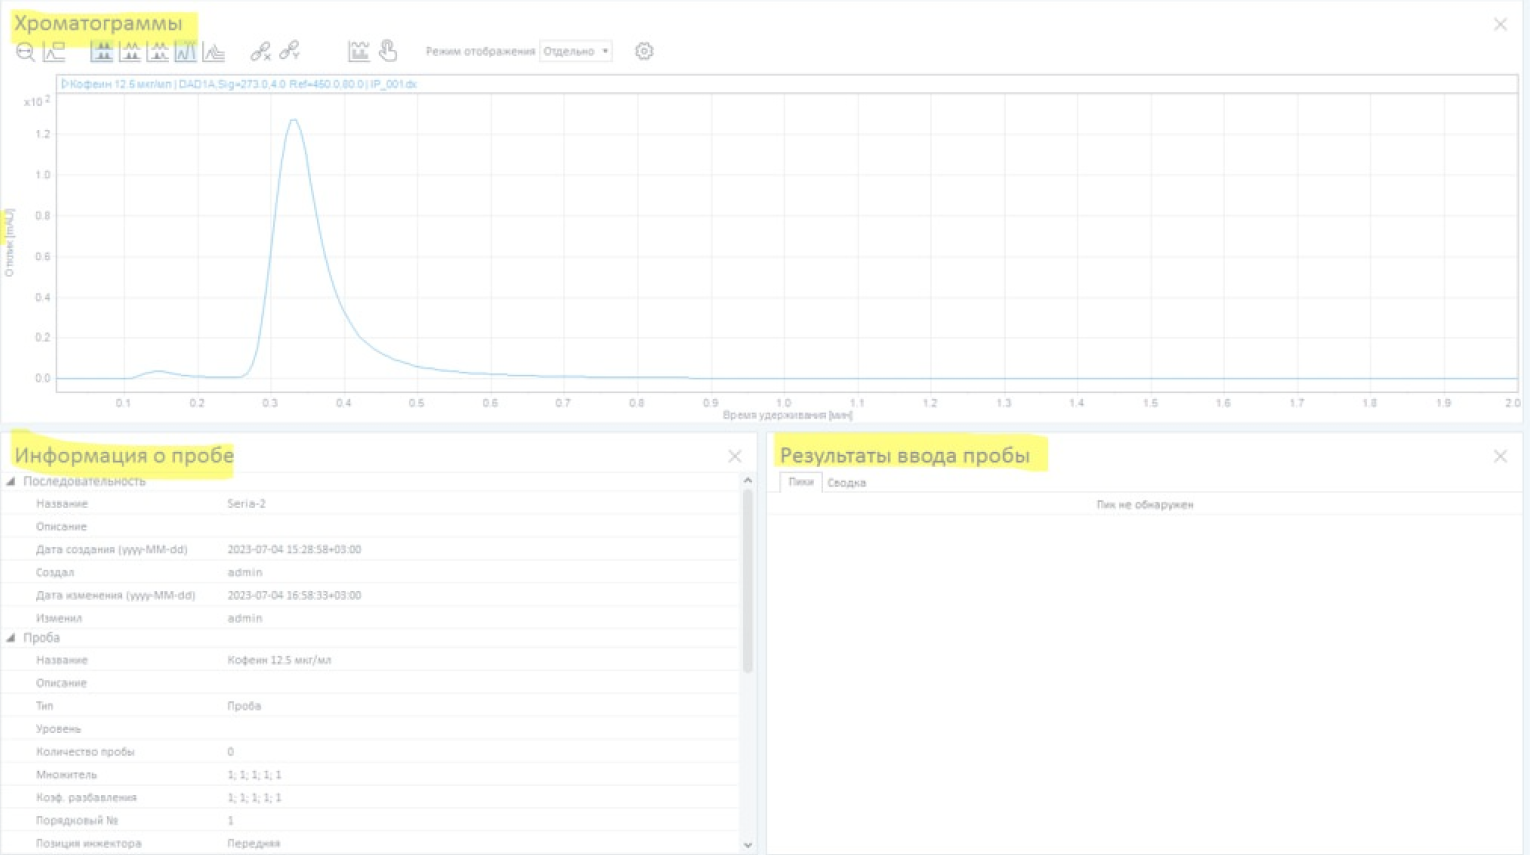 Хроматограммы
Режим отображения Отдельно
Кофеин 12.5 мкг/мл | DAD1A,Sig=273.0,4.0 Ref=450.0,80.0 | IP_001.dx
x10 2
1.2
1.0
0.8
0.6
0.4
0.2
0.0
Отклик [mAU]
0.1 0.2 0.3 0.4 0.5 0.6 0.7 0.8 0.9 1.0 1.1 1.2 1.3 1.4 1.5 1.6 1.7 1.8 1.9 2.0
Время удерживания [мин]
Информация о пробе
Последовательность
Название Seria-2
Описание
Дата создания (yyyy-MM-dd) 2023-07-04 15:28:58+03:00
Создал admin
Дата изменения (yyyy-MM-dd) 2023-07-04 16:58:33+03:00
Изменил admin
Проба
Название Кофеин 12.5 мкг/мл
Описание
Тип Проба
Уровень
Количество пробы 0
Множитель 1; 1; 1; 1; 1
Коэф. разбавления 1; 1; 1; 1; 1
Порядковый № 1
Позиция инжектора Передняя
Результаты ввода пробы
Пики Сводка
Пик не обнаружен